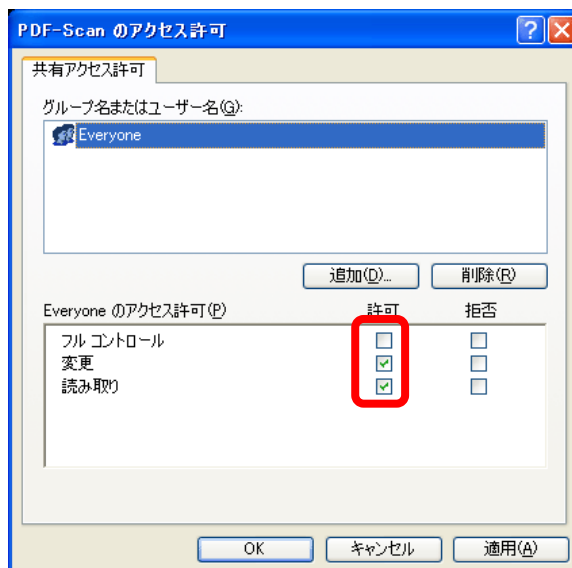 PDF-Scan のアクセス許可
共有アクセス許可
グループ名またはユーザー名(G):
Everyone
追加(D)... 削除(R)
Everyone のアクセス許可(P) 許可 拒否
フル コントロール
変更
読み取り
OK キャンセル 適用(A)